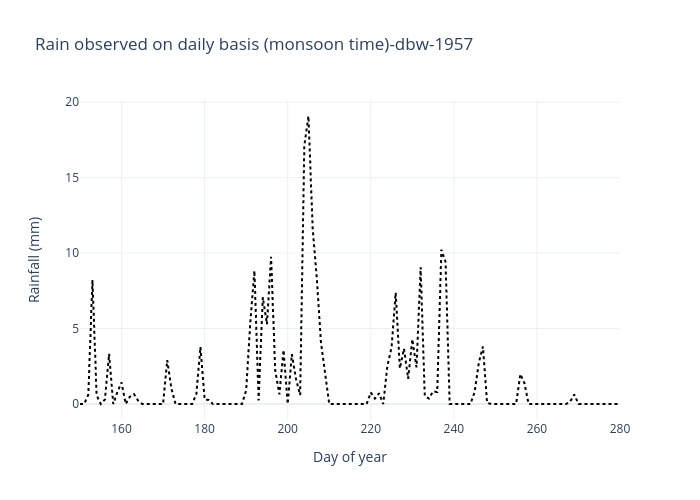 Rain observed on daily basis (monsoon time)-dbw-1957
20
15
10
5
0
Rainfall (mm)
160 180 200 220 240 260 280
Day of year